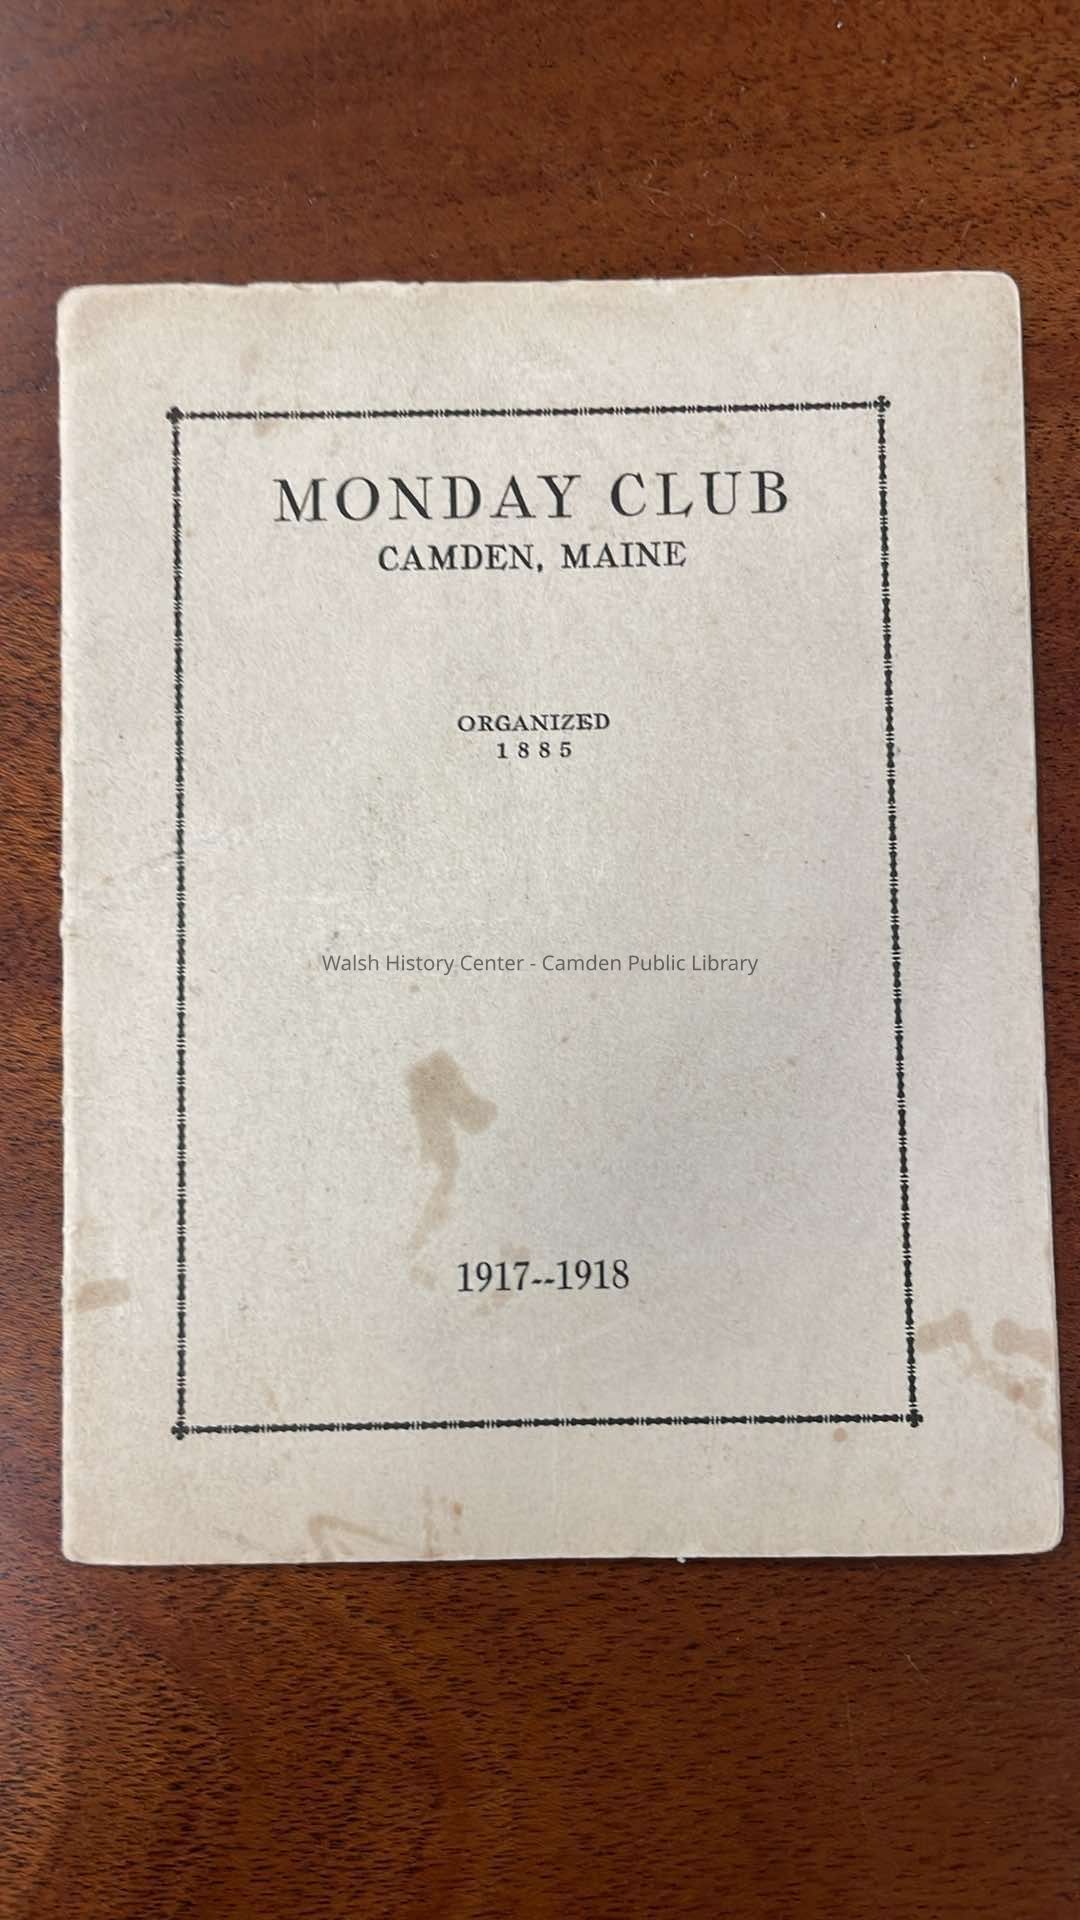 MONDAY CLUB
CAMDEN, MAINE
ORGANIZED
1885
Walsh History Center - Camden Public Library
1917--1918